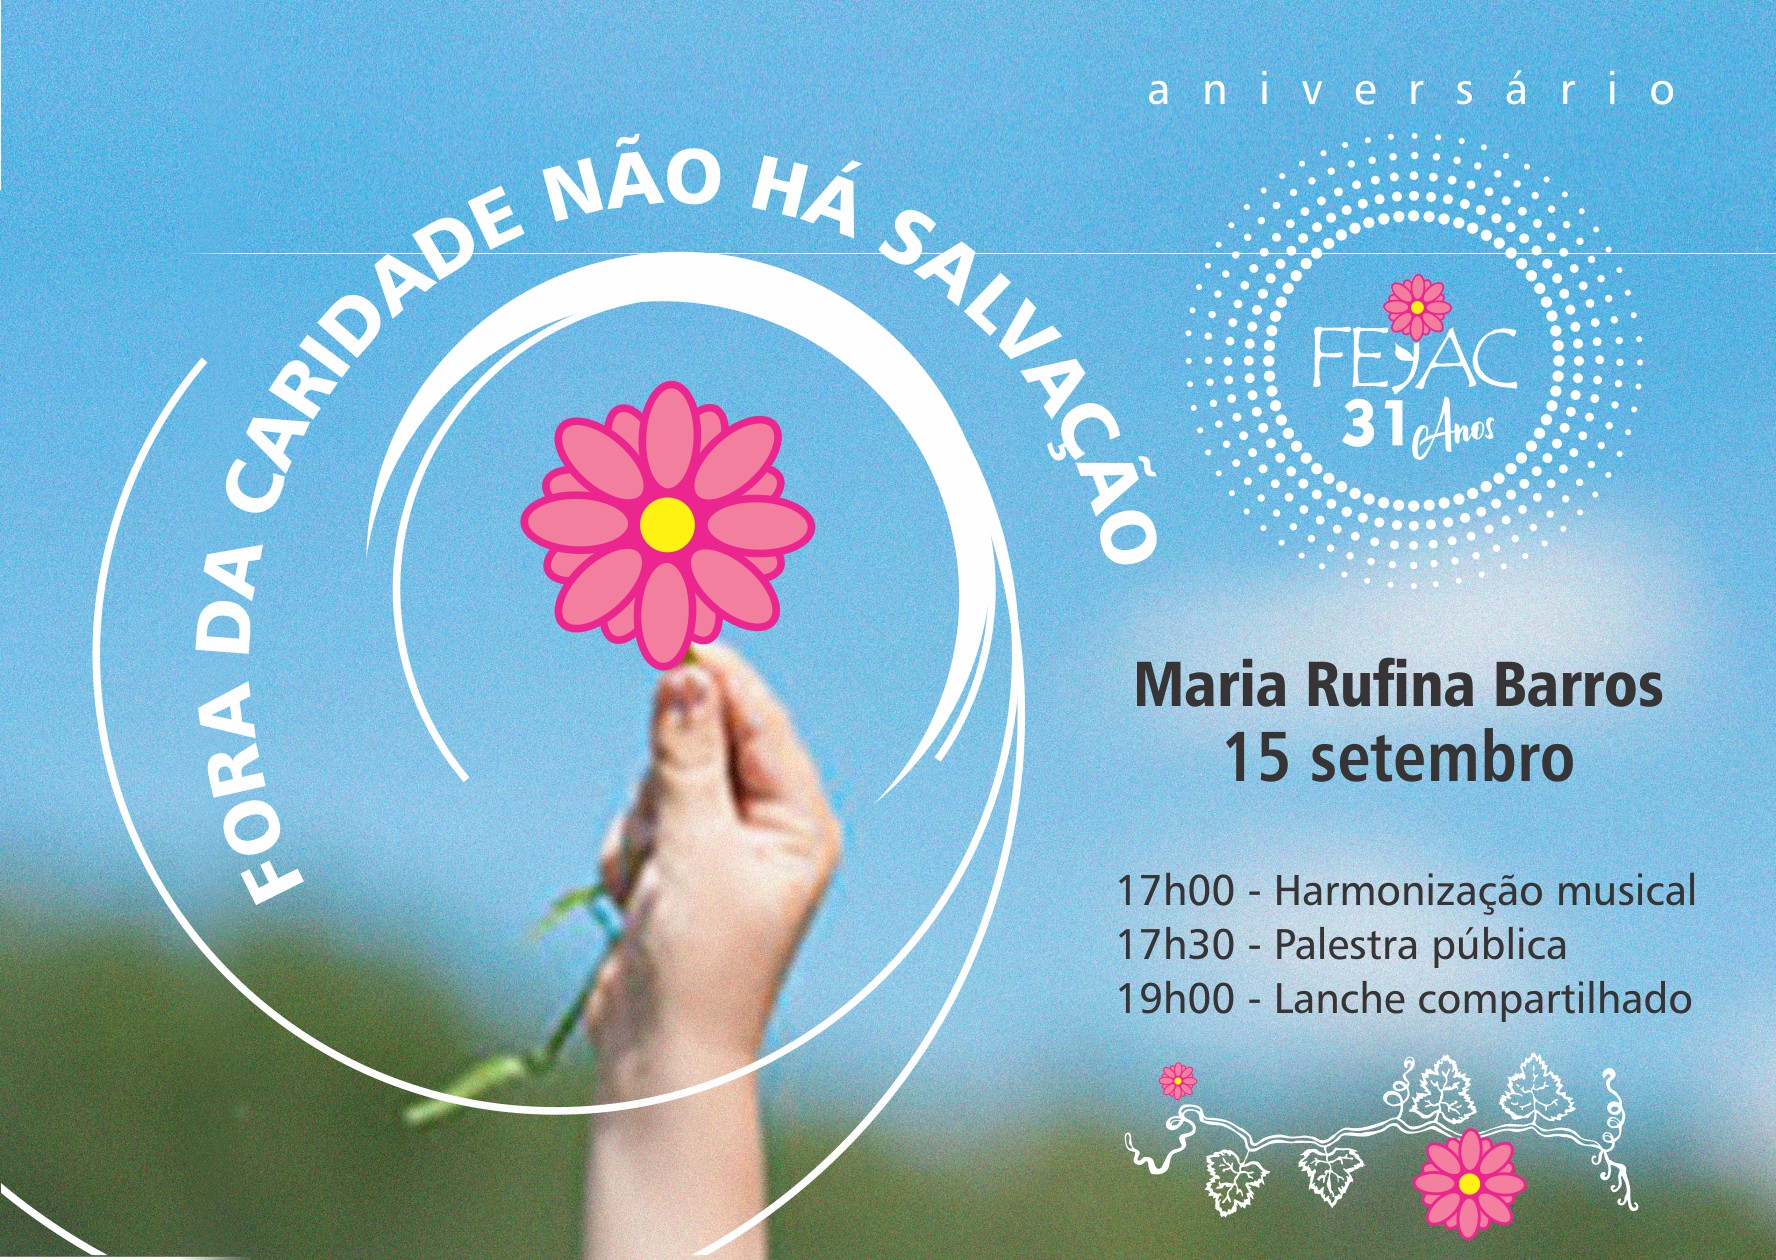 aniversário
FORA DA CARIDADE NÃO HÁ SALVAÇÃO
FEJAC
31 Anos
Maria Rufina Barros
15 setembro
17h00 - Harmonização musical
17h30 - Palestra pública
19h00 - Lanche compartilhado